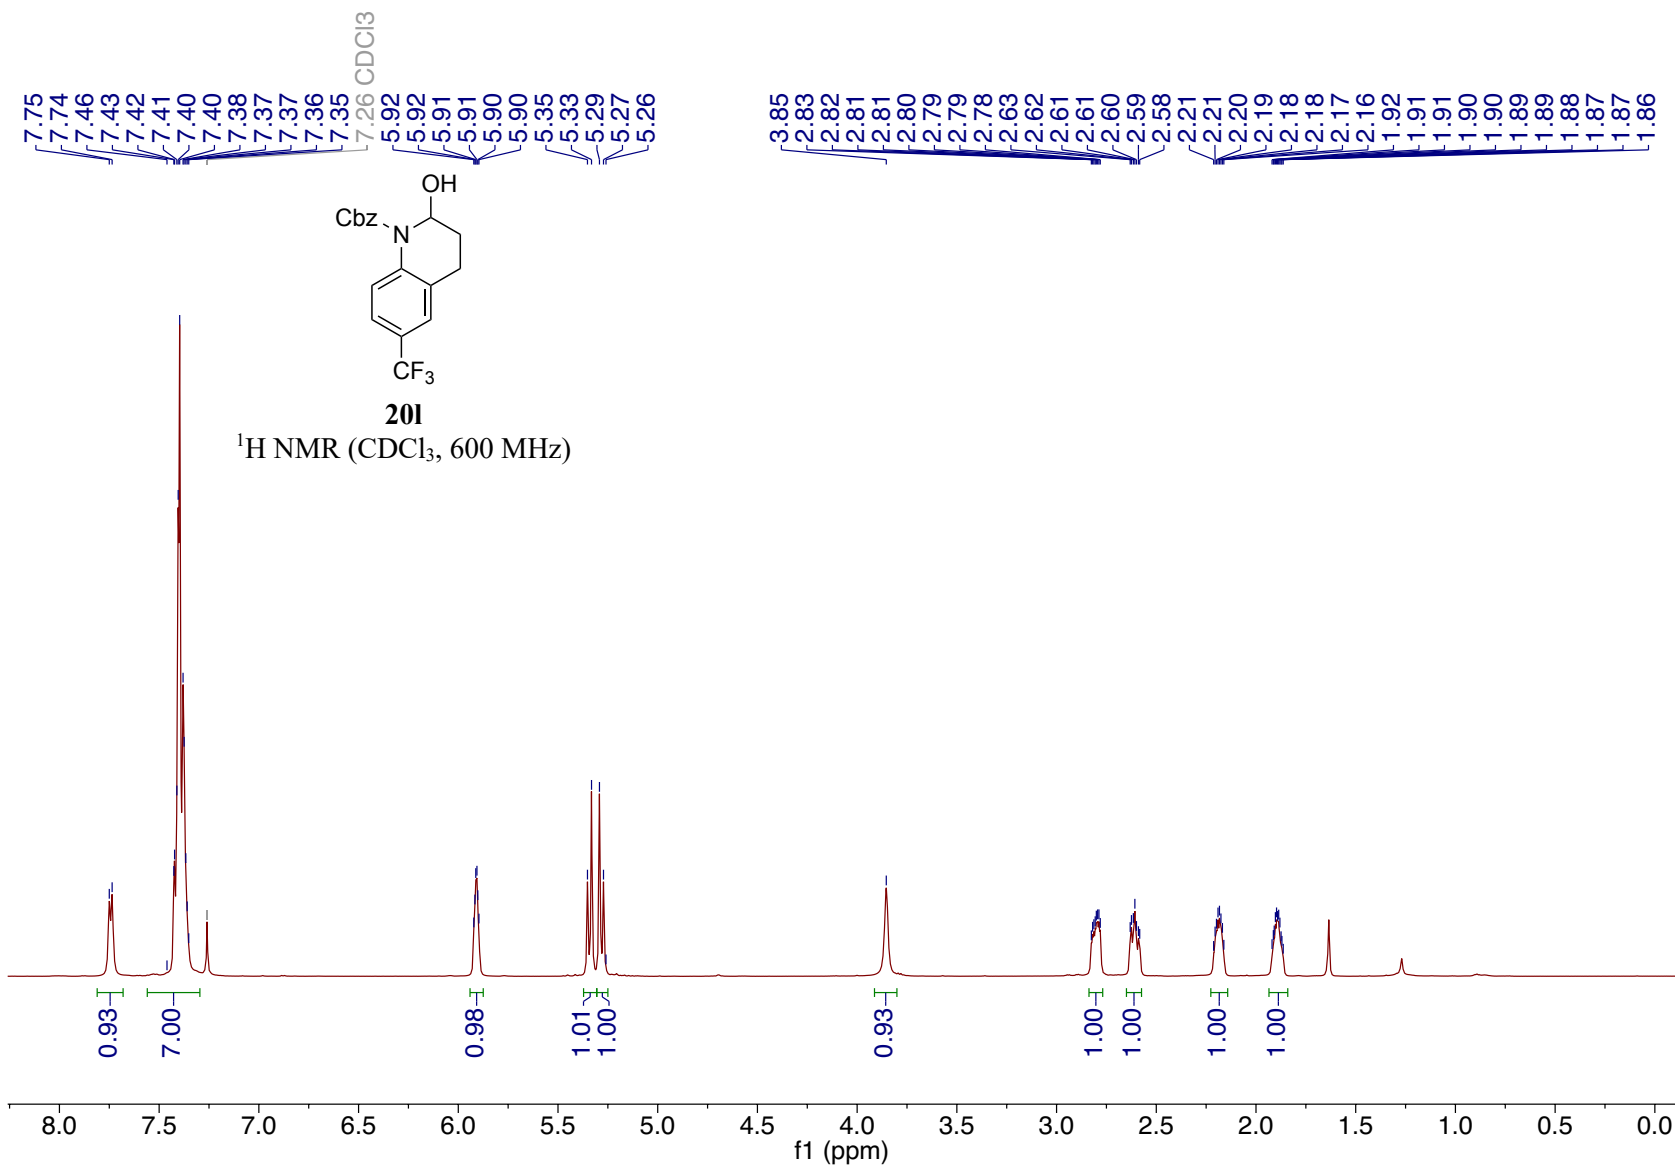 7.75 7.74 7.46 7.43 7.42 7.41 7.40 7.40 7.38 7.37 7.37 7.36 7.35 7.26 CDCl3 5.92 5.92 5.91 5.91 5.90 5.90 5.35 5.33 5.29 5.27 5.26 3.85 2.83 2.82 2.81 2.81 2.80 2.79 2.79 2.78 2.63 2.62 2.61 2.61 2.60 2.59 2.58 2.21 2.21 2.20 2.19 2.18 2.18 2.17 2.16 1.92 1.91 1.91 1.90 1.90 1.89 1.89 1.88 1.87 1.87 1.86
OH
Cbz
N
CF3
20l
1H NMR (CDCl3, 600 MHz)
0.93 7.00 0.98 1.01 1.00 0.93 1.00 1.00 1.00 1.00
8.0 7.5 7.0 6.5 6.0 5.5 5.0 4.5 4.0 3.5 3.0 2.5 2.0 1.5 1.0 0.5 0.0
f1 (ppm)